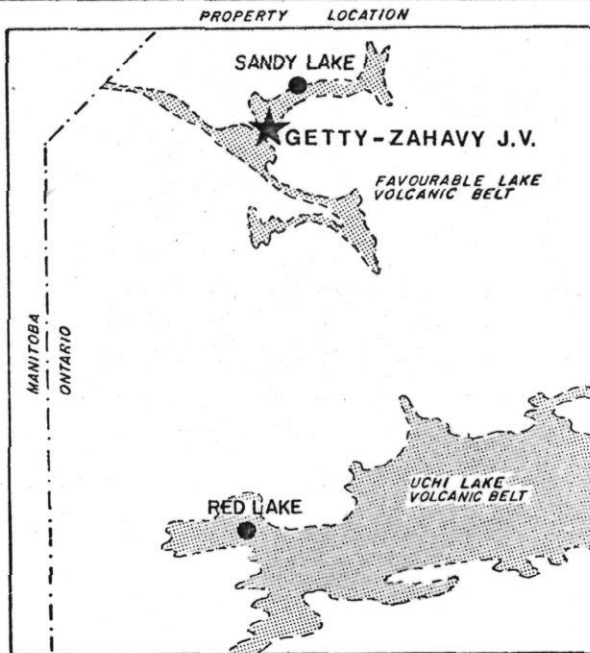 PROPERTY LOCATION
SANDY LAKE
GETTY-ZAHAVY J.V.
FAVOURABLE LAKE
VOLCANIC BELT
MANITOBA
ONTARIO
UCHI LAKE
VOLCANIC BELT
RED LAKE